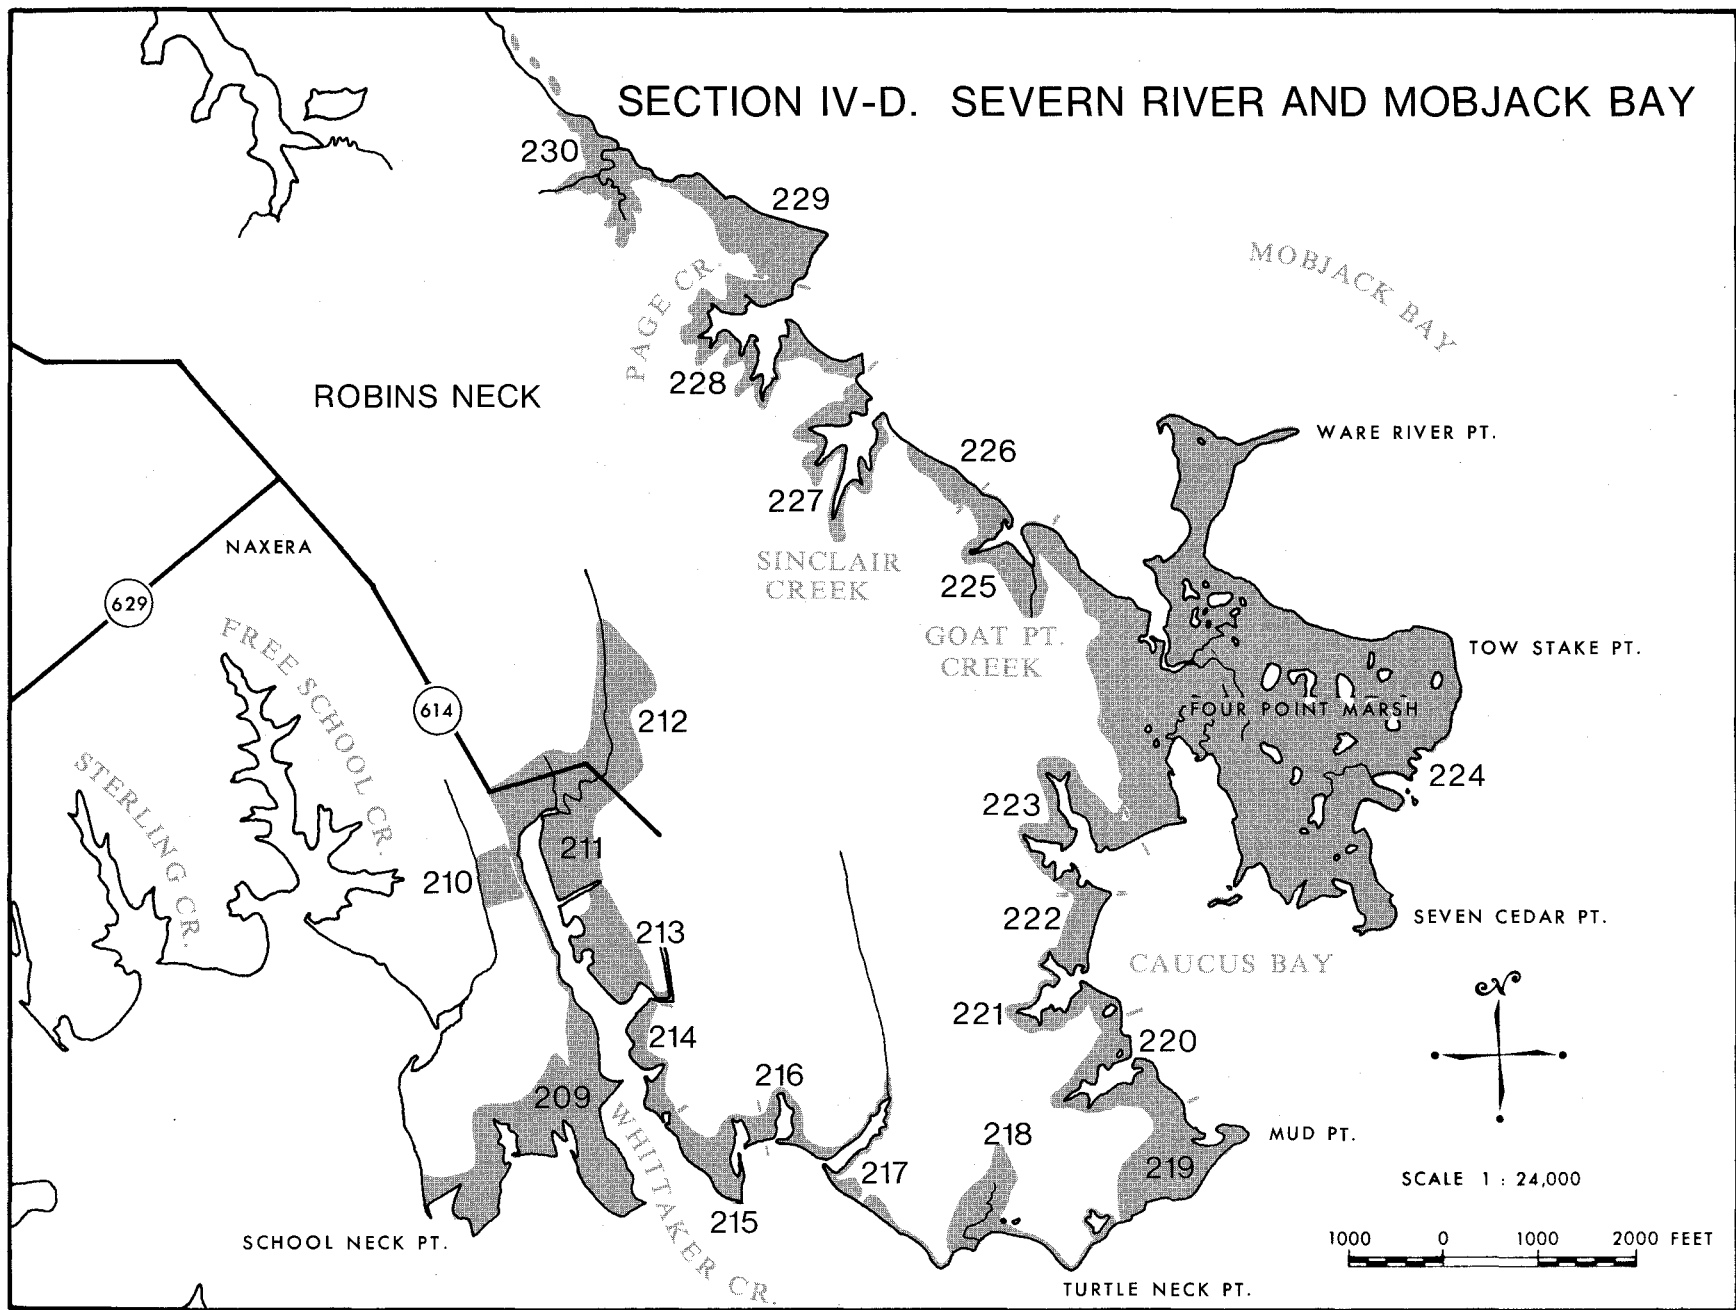 SECTION IV-D. SEVERN RIVER AND MOBJACK BAY
230
229
MOBJACK BAY
PAGE CR.
228
ROBINS NECK
WARE RIVER PT.
226
227
NAXERA
SINCLAIR
CREEK
225
629
FREE SCHOOL CR.
GOAT PT.
CREEK
TOW STAKE PT.
614
212
FOUR POINT MARSH
STERLING CR.
224
223
211
210
222
SEVEN CEDAR PT.
213
CAUCUS BAY
N
221
214
220
216
209
WHITTAKER CR.
218
MUD PT.
217
219
SCALE 1 : 24,000
215
SCHOOL NECK PT.
1000 0 1000 2000 FEET
TURTLE NECK PT.